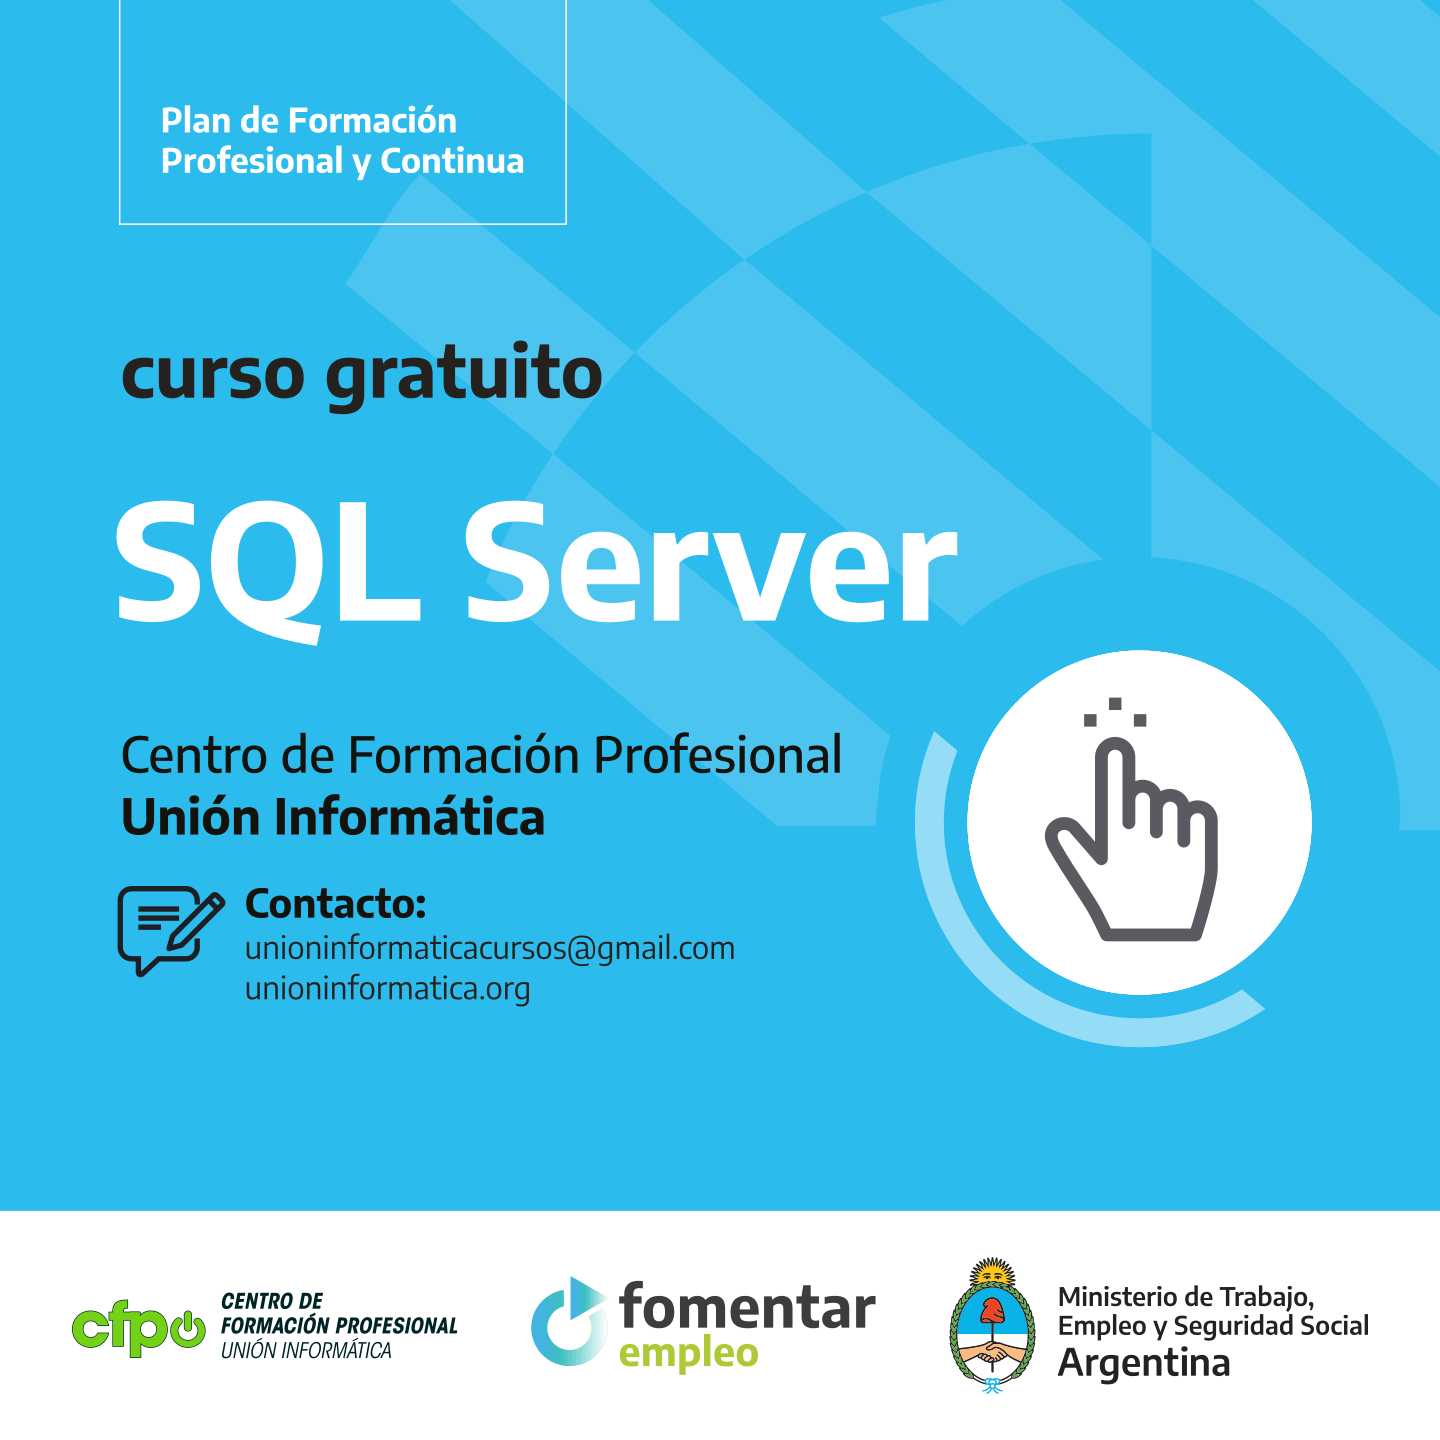 Plan de Formación
Profesional y Continua
curso gratuito
SQL Server
Centro de Formación Profesional
Unión Informática
Contacto:
unioninformaticacursos@gmail.com
unioninformatica.org
cfp
CENTRO DE
FORMACIÓN PROFESIONAL
UNIÓN INFORMÁTICA
fomentar
empleo
Ministerio de Trabajo,
Empleo y Seguridad Social
Argentina